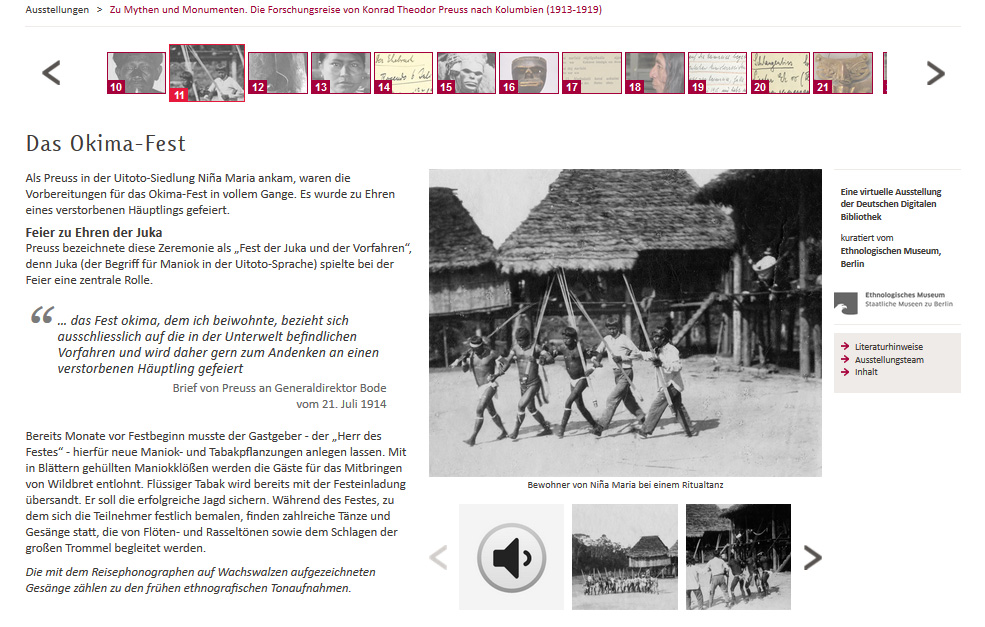 Ausstellungen > Zu Mythen und Monumenten. Die Forschungsreise von Konrad Theodor Preuss nach Kolumbien (1913-1919)
10
11
12
13
14
15
16
17
18
19
20
21
Das Okima-Fest
Als Preuss in der Uitoto-Siedlung Niña Maria ankam, waren die
Vorbereitungen für das Okima-Fest in vollem Gange. Es wurde zu Ehren
eines verstorbenen Häuptlings gefeiert.
Feier zu Ehren der Juka
Preuss bezeichnete diese Zeremonie als „Fest der Juka und der Vorfahren“,
denn Juka (der Begriff für Maniok in der Uitoto-Sprache) spielte bei der
Feier eine zentrale Rolle.
“ … das Fest okima, dem ich beiwohnte, bezieht sich
ausschliesslich auf die in der Unterwelt befindlichen
Vorfahren und wird daher gern zum Andenken an einen
verstorbenen Häuptling gefeiert
Brief von Preuss an Generaldirektor Bode
vom 21. Juli 1914
Bereits Monate vor Festbeginn musste der Gastgeber - der „Herr des
Festes“ - hierfür neue Maniok- und Tabakpflanzungen anlegen lassen. Mit
in Blättern gehüllten Maniokklößen werden die Gäste für das Mitbringen
von Wildbret entlohnt. Flüssiger Tabak wird bereits mit der Festeinladung
übersandt. Er soll die erfolgreiche Jagd sichern. Während des Festes, zu
dem sich die Teilnehmer festlich bemalen, finden zahlreiche Tänze und
Gesänge statt, die von Flöten- und Rasseltönen sowie dem Schlagen der
großen Trommel begleitet werden.
Die mit dem Reisephonographen auf Wachswalzen aufgezeichneten
Gesänge zählen zu den frühen ethnografischen Tonaufnahmen.
Bewohner von Niña Maria bei einem Ritualtanz
Eine virtuelle Ausstellung
der Deutschen Digitalen
Bibliothek
kuratiert vom
Ethnologischen Museum,
Berlin
Ethnologisches Museum
Staatliche Museen zu Berlin
Literaturhinweise
Ausstellungsteam
Inhalt